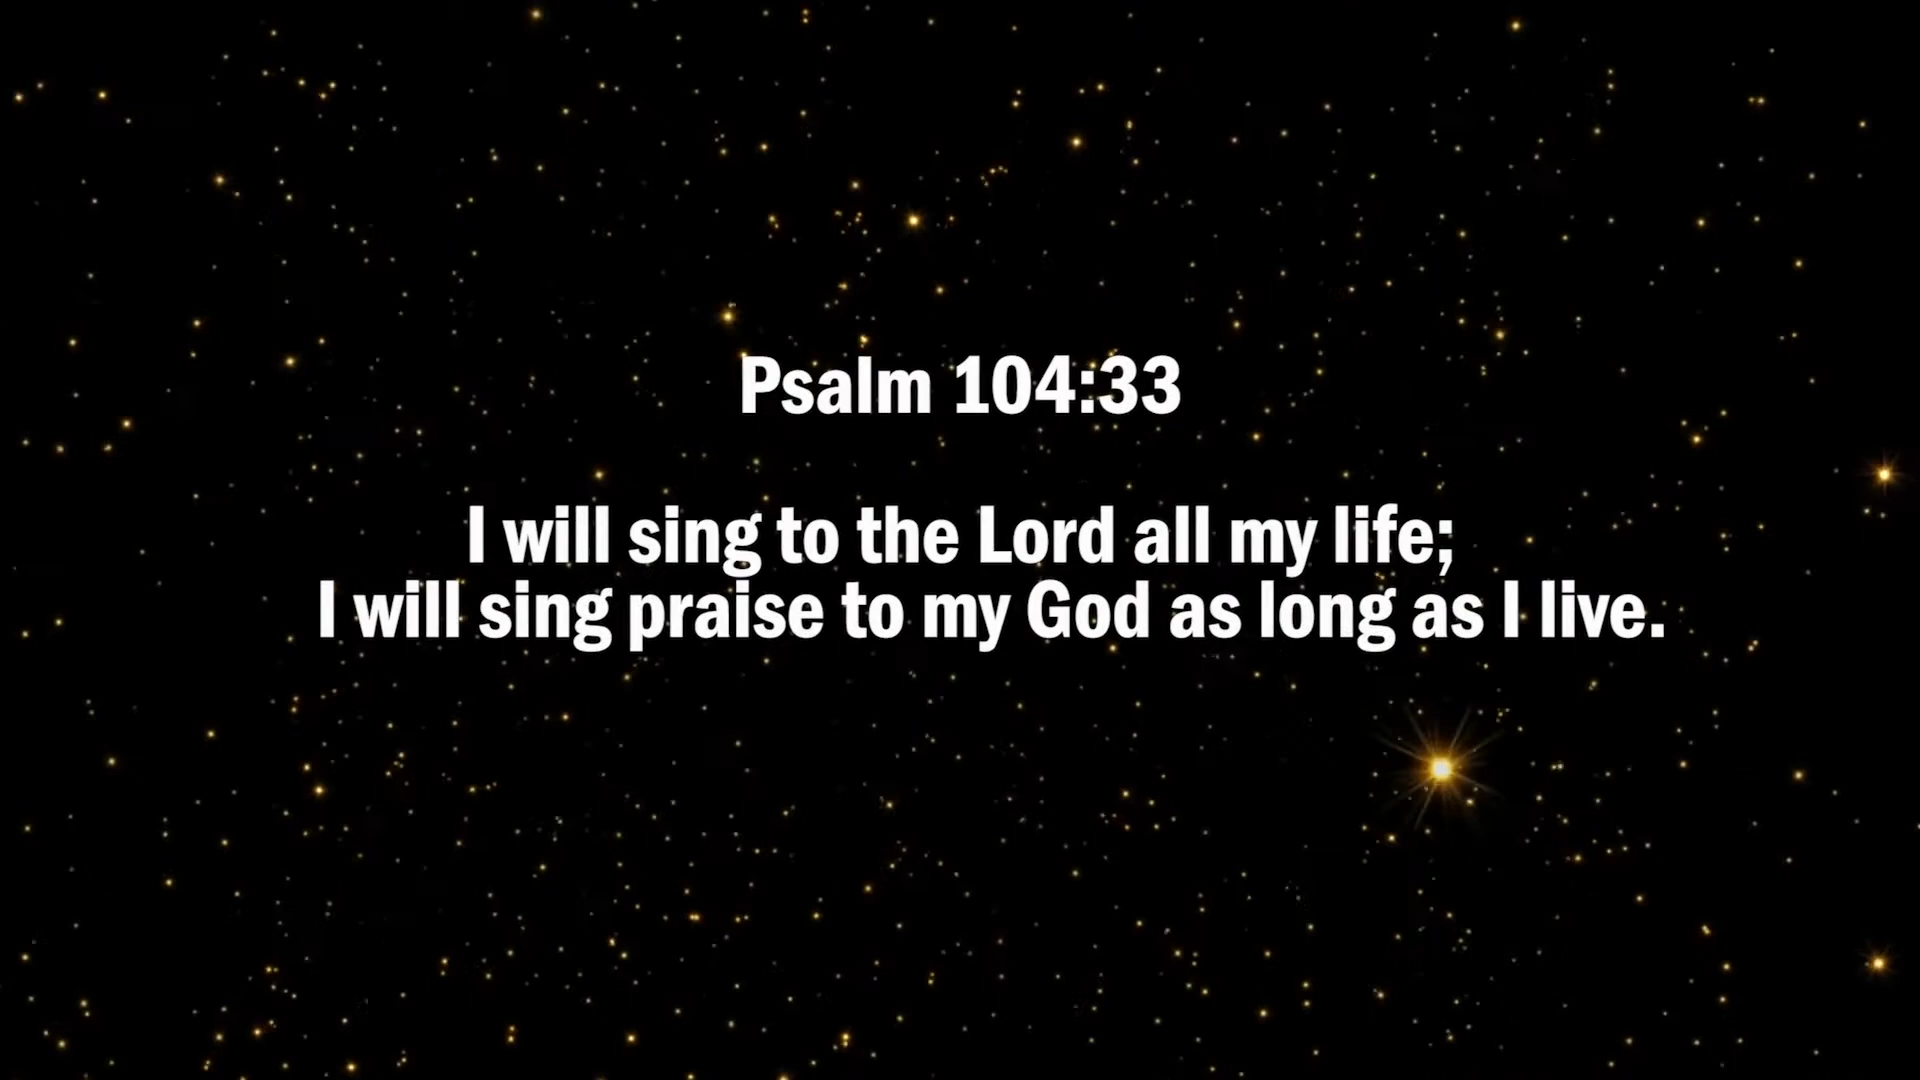 Psalm 104:33
I will sing to the Lord all my life;
I will sing praise to my God as long as I live.